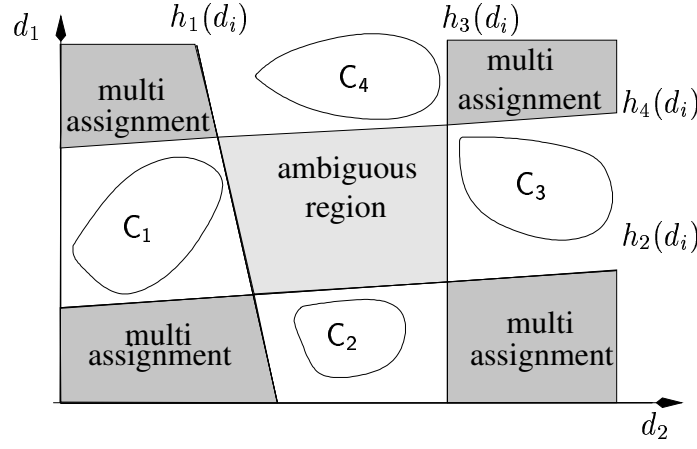 d₁
h₁(dᵢ)
h₃(dᵢ)
multi
assignment
C₄
multi
assignment
h₄(dᵢ)
ambiguous
region
C₁
C₃
h₂(dᵢ)
multi
assignment
C₂
multi
assignment
d₂